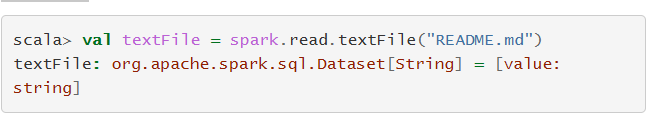 scala> val textFile = spark.read.textFile("README.md")
textFile: org.apache.spark.sql.Dataset[String] = [value:
string]